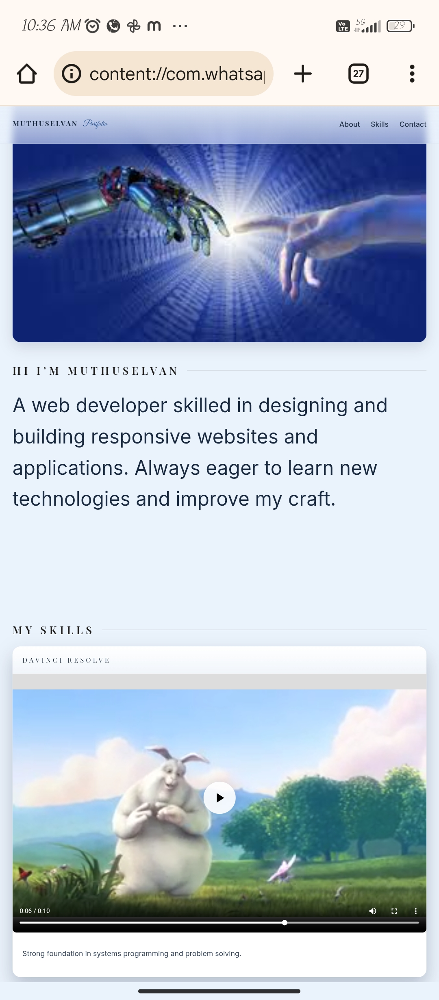 10:36 AM
Vo LTE
5G
29
content://com.whatsa
27
MUTHUSELVAN Portfolio
About Skills Contact
HI I’M MUTHUSELVAN
A web developer skilled in designing and
building responsive websites and
applications. Always eager to learn new
technologies and improve my craft.
MY SKILLS
DAVINCI RESOLVE
0:06 / 0:10
Strong foundation in systems programming and problem solving.